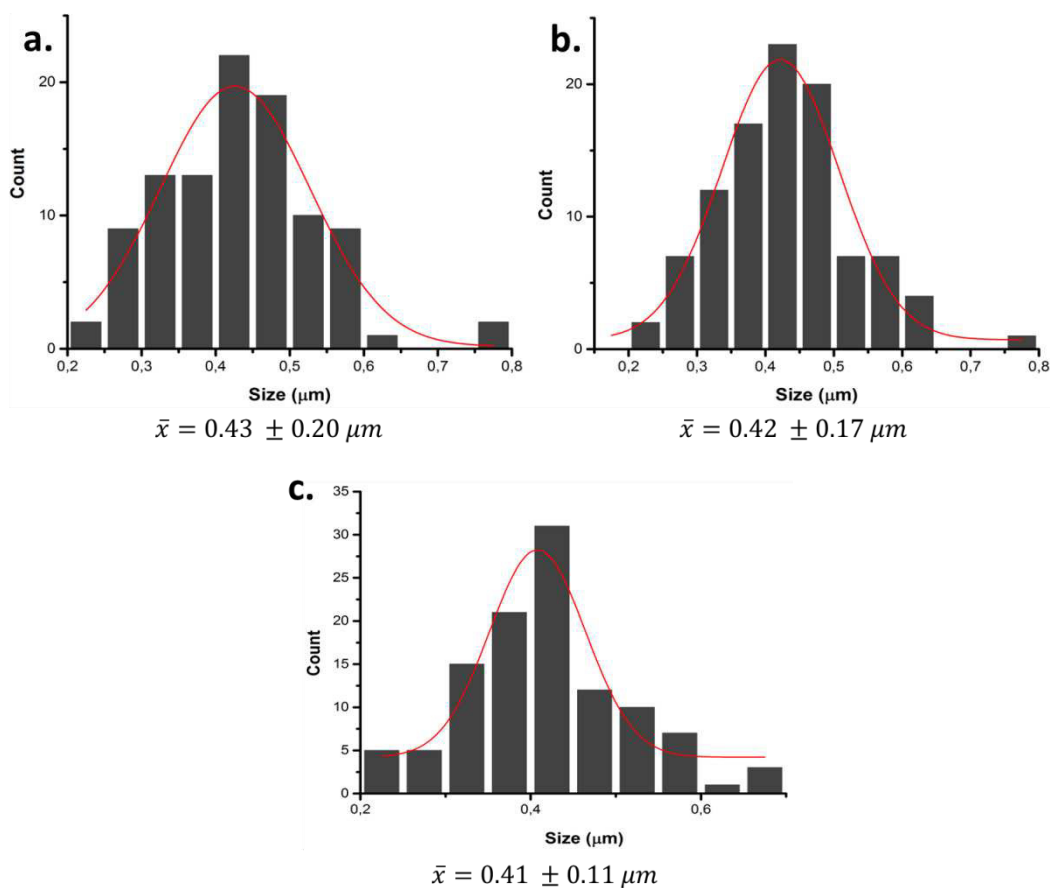 a.
Count
20
10
0
0,2 0,3 0,4 0,5 0,6 0,7 0,8
Size (μm)
x̄ = 0.43 ± 0.20 μm
b.
Count
20
10
0
0,2 0,3 0,4 0,5 0,6 0,7 0,8
Size (μm)
x̄ = 0.42 ± 0.17 μm
c.
Count
35
30
25
20
15
10
5
0
0,2 0,4 0,6
Size (μm)
x̄ = 0.41 ± 0.11 μm